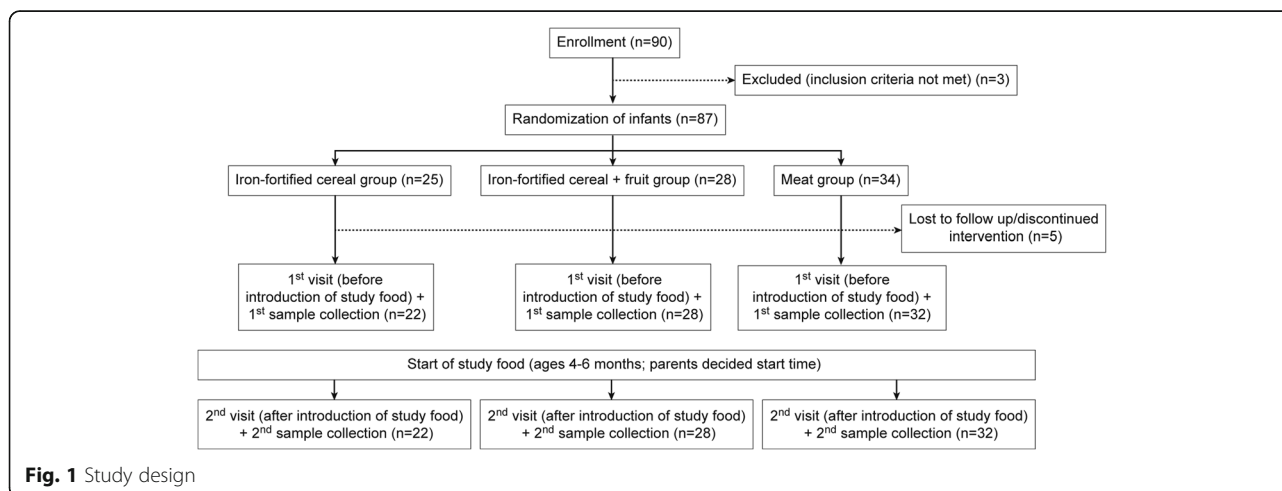 Enrollment (n=90)
Excluded (inclusion criteria not met) (n=3)
Randomization of infants (n=87)
Iron-fortified cereal group (n=25)
Iron-fortified cereal + fruit group (n=28)
Meat group (n=34)
Lost to follow up/discontinued
intervention (n=5)
1st visit (before
introduction of study food) +
1st sample collection (n=22)
1st visit (before
introduction of study food) +
1st sample collection (n=28)
1st visit (before
introduction of study food) +
1st sample collection (n=32)
Start of study food (ages 4-6 months; parents decided start time)
2nd visit (after introduction of study food)
+ 2nd sample collection (n=22)
2nd visit (after introduction of study food)
+ 2nd sample collection (n=28)
2nd visit (after introduction of study food)
+ 2nd sample collection (n=32)
Fig. 1 Study design